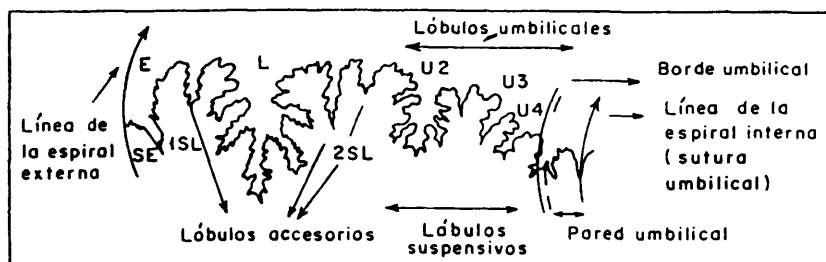 Lóbulos umbilicales
E
L
U2
U3
U4
Borde umbilical
Línea de
la espiral
externa
SE
1SL
2SL
Línea de la
espiral interna
( sutura
umbilical)
Lóbulos accesorios
Lábulos
suspensivos
Pared umbilical